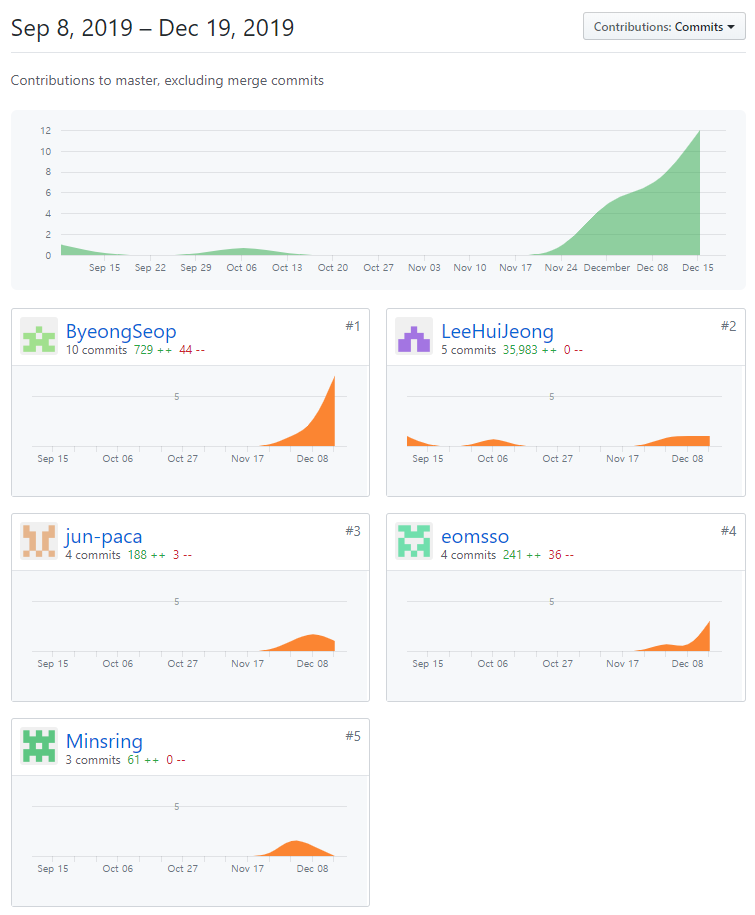 Sep 8, 2019 – Dec 19, 2019
Contributions: Commits
Contributions to master, excluding merge commits
12
10
8
6
4
2
0
Sep 15 Sep 22 Sep 29 Oct 06 Oct 13 Oct 20 Oct 27 Nov 03 Nov 10 Nov 17 Nov 24 December Dec 08 Dec 15
ByeongSeop #1
10 commits 729 ++ 44 --
5
Sep 15 Oct 06 Oct 27 Nov 17 Dec 08
LeeHuiJeong #2
5 commits 35,983 ++ 0 --
5
Sep 15 Oct 06 Oct 27 Nov 17 Dec 08
jun-paca #3
4 commits 188 ++ 3 --
5
Sep 15 Oct 06 Oct 27 Nov 17 Dec 08
eomsso #4
4 commits 241 ++ 36 --
5
Sep 15 Oct 06 Oct 27 Nov 17 Dec 08
Minsring #5
3 commits 61 ++ 0 --
5
Sep 15 Oct 06 Oct 27 Nov 17 Dec 08